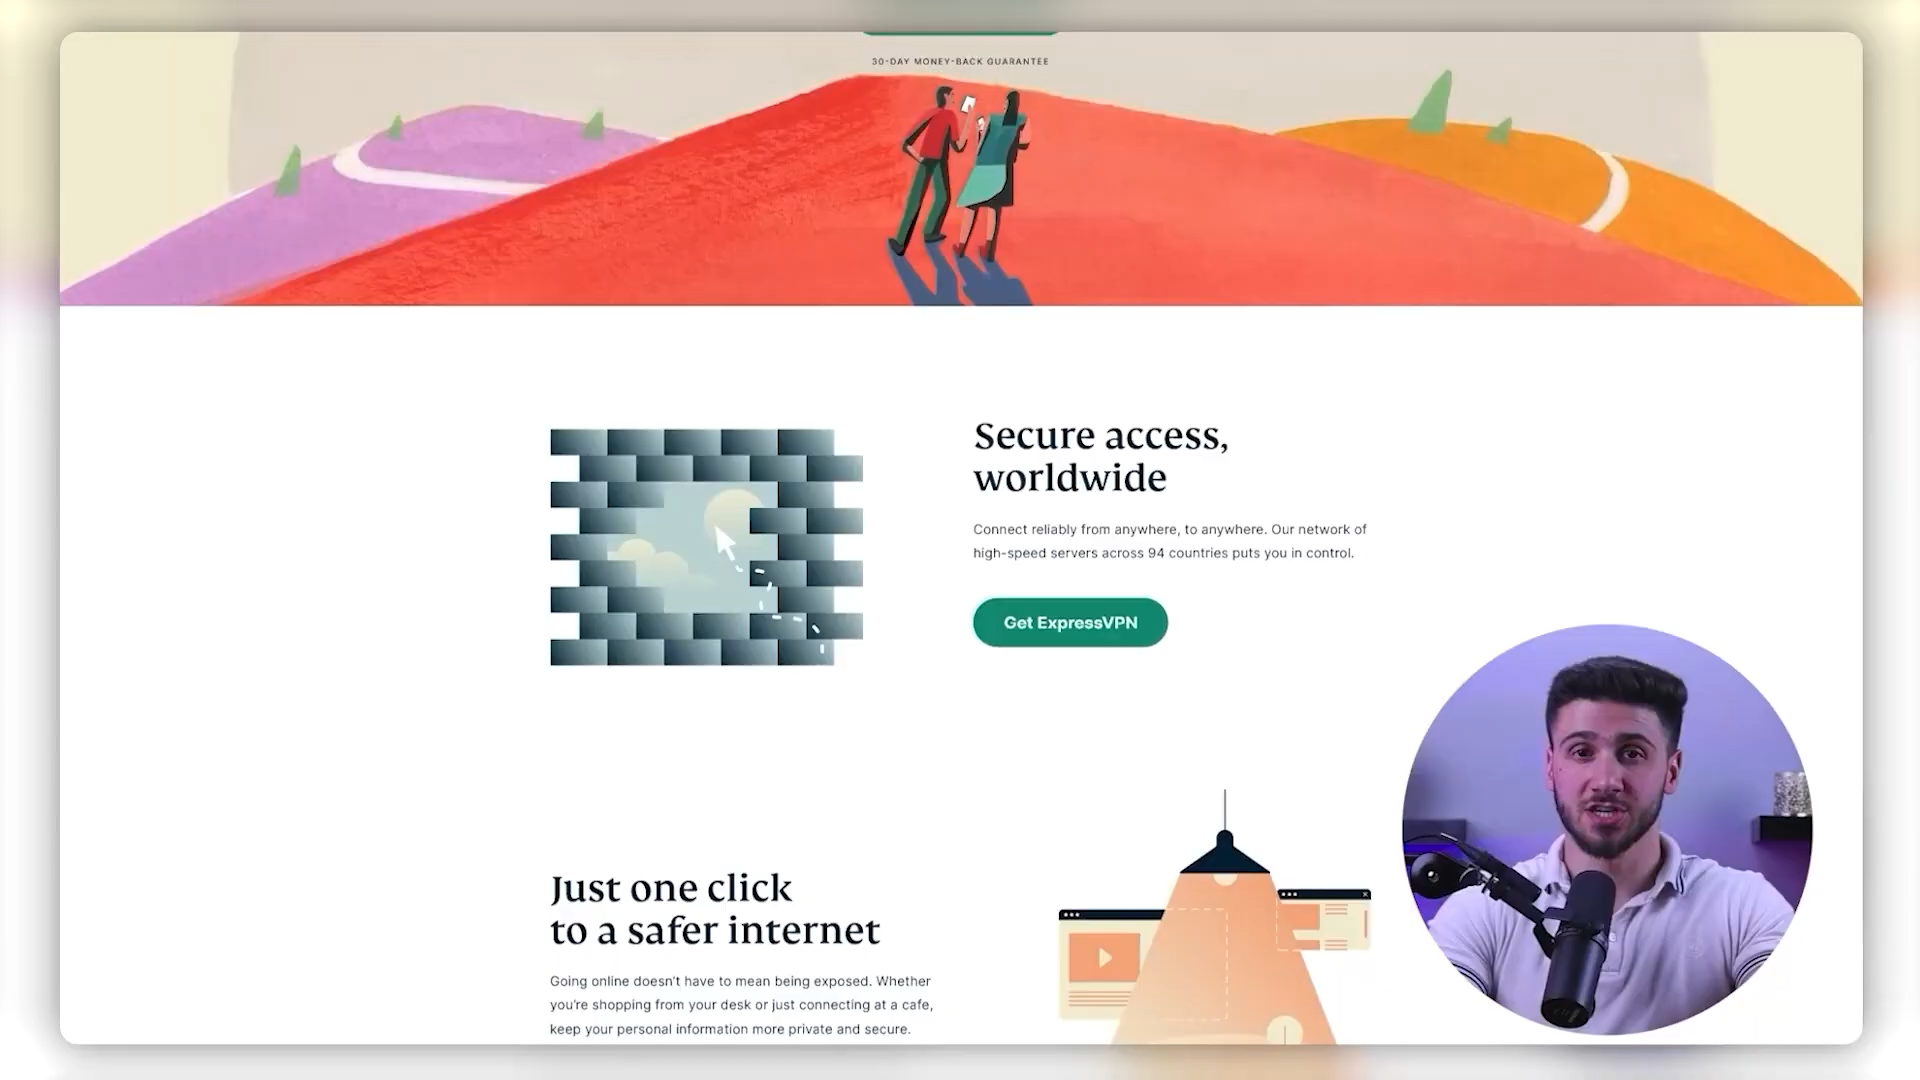 30-DAY MONEY-BACK GUARANTEE
Secure access,
worldwide
Connect reliably from anywhere, to anywhere. Our network of
high-speed servers across 94 countries puts you in control.
Get ExpressVPN
Just one click
to a safer internet
Going online doesn't have to mean being exposed. Whether
you're shopping from your desk or just connecting at a cafe,
keep your personal information more private and secure.